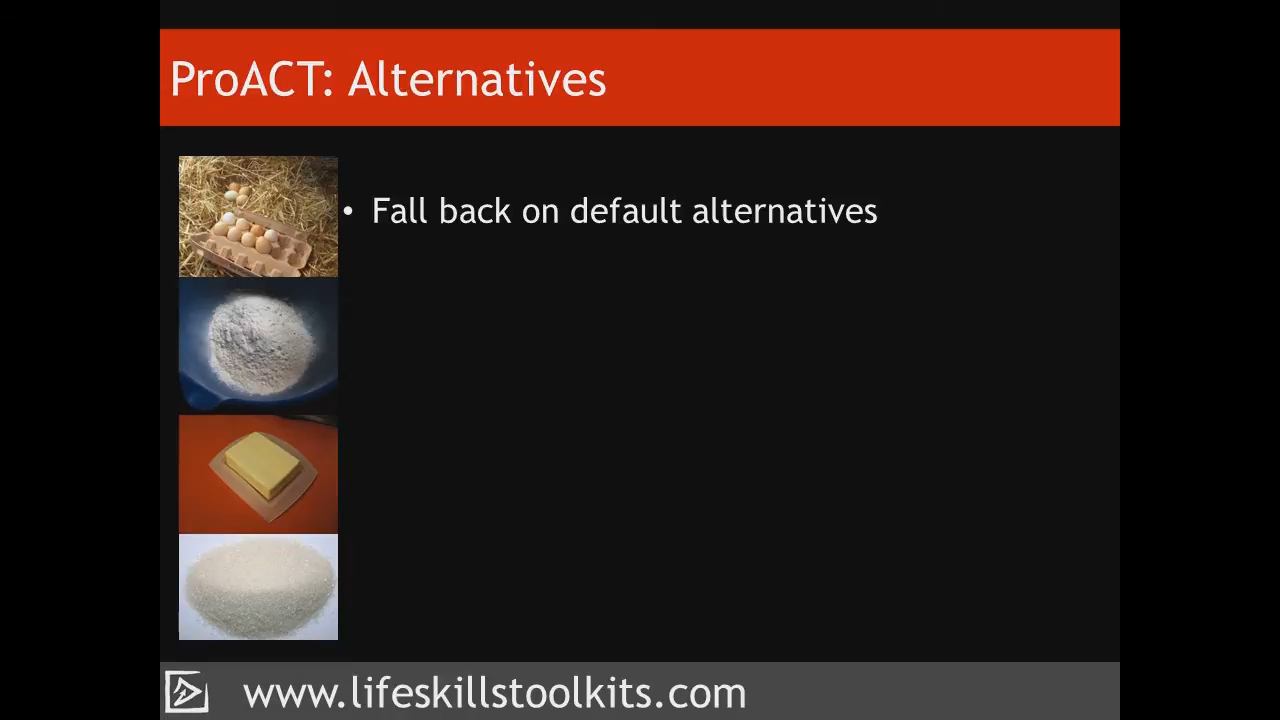 ProACT: Alternatives
• Fall back on default alternatives
www.lifeskillstoolkits.com